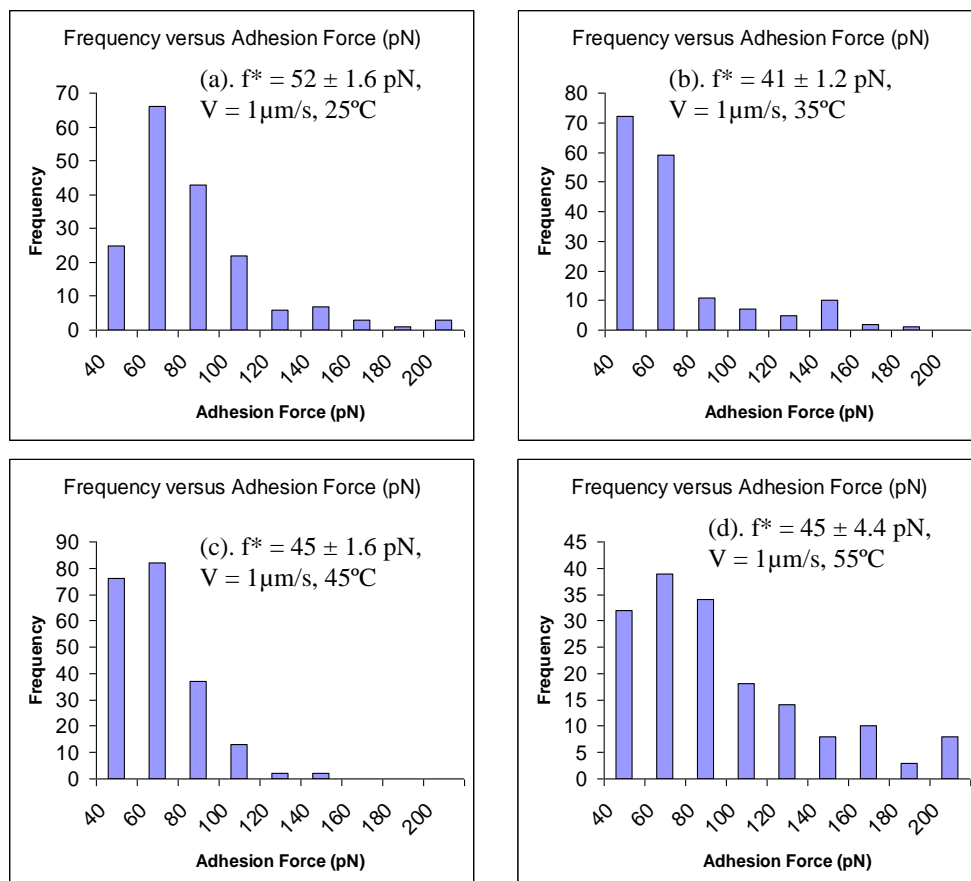 Frequency versus Adhesion Force (pN)
(a). f* = 52 ± 1.6 pN,
V = 1µm/s, 25ºC
70
60
50
40
30
20
10
0
Frequency
40 60 80 100 120 140 160 180 200
Adhesion Force (pN)
Frequency versus Adhesion Force (pN)
(b). f* = 41 ± 1.2 pN,
V = 1µm/s, 35ºC
80
70
60
50
40
30
20
10
0
Frequency
40 60 80 100 120 140 160 180 200
Adhesion Force (pN)
Frequency versus Adhesion Force (pN)
(c). f* = 45 ± 1.6 pN,
V = 1µm/s, 45ºC
90
80
70
60
50
40
30
20
10
0
Frequency
40 60 80 100 120 140 160 180 200
Adhesion Force (pN)
Frequency versus Adhesion Force (pN)
(d). f* = 45 ± 4.4 pN,
V = 1µm/s, 55ºC
45
40
35
30
25
20
15
10
5
0
Frequency
40 60 80 100 120 140 160 180 200
Adhesion Force (pN)